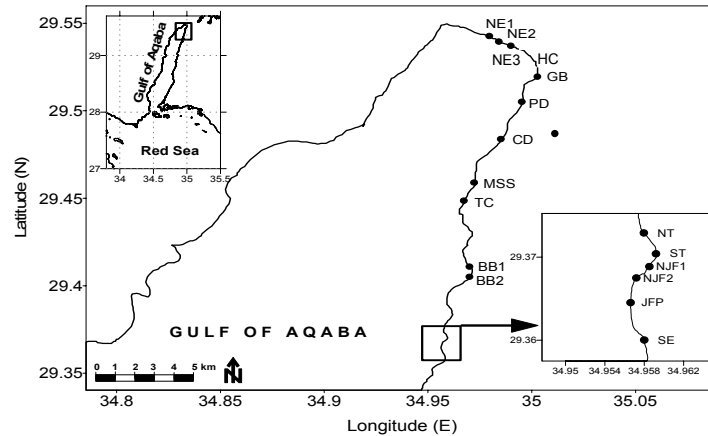 29.55
29.5
29.45
29.4
29.35
Latitude (N)
34.8
34.85
34.9
34.95
35
35.05
Longitude (E)
29
28
27
34
34.5
35
35.5
Gulf of Aqaba
Red Sea
NE1
NE2
NE3
HC
GB
PD
CD
MSS
TC
BB1
BB2
GULF OF AQABA
0 1 2 3 4 5 km
N
NT
ST
NJF1
NJF2
JFP
SE
29.37
29.36
34.95
34.954
34.958
34.962